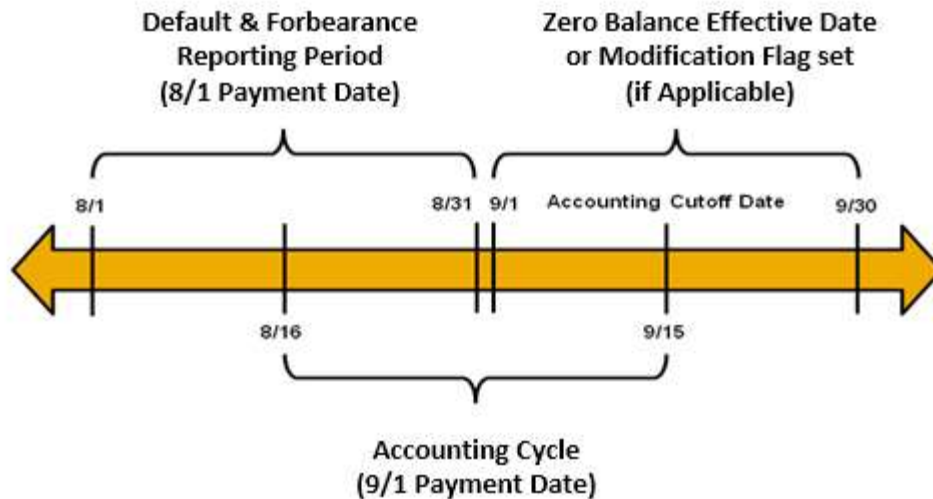 Default & Forbearance
Reporting Period
(8/1 Payment Date)
Zero Balance Effective Date
or Modification Flag set
(if Applicable)
8/1
8/31
9/1
Accounting Cutoff Date
9/30
8/16
9/15
Accounting Cycle
(9/1 Payment Date)